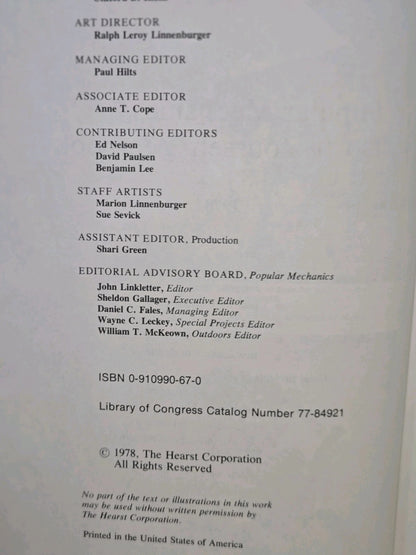 ART DIRECTOR
Ralph Leroy Linnenburger
MANAGING EDITOR
Paul Hilts
ASSOCIATE EDITOR
Anne T. Cope
CONTRIBUTING EDITORS
Ed Nelson
David Paulsen
Benjamin Lee
STAFF ARTISTS
Marion Linnenburger
Sue Sevick
ASSISTANT EDITOR, Production
Shari Green
EDITORIAL ADVISORY BOARD, Popular Mechanics
John Linkletter, Editor
Sheldon Gallager, Executive Editor
Daniel C. Fales, Managing Editor
Wayne C. Leckey, Special Projects Editor
William T. McKeown, Outdoors Editor
ISBN 0-910990-67-0
Library of Congress Catalog Number 77-84921
© 1978, The Hearst Corporation
All Rights Reserved
No part of the text or illustrations in this work
may be used without written permission by
The Hearst Corporation.
Printed in the United States of America